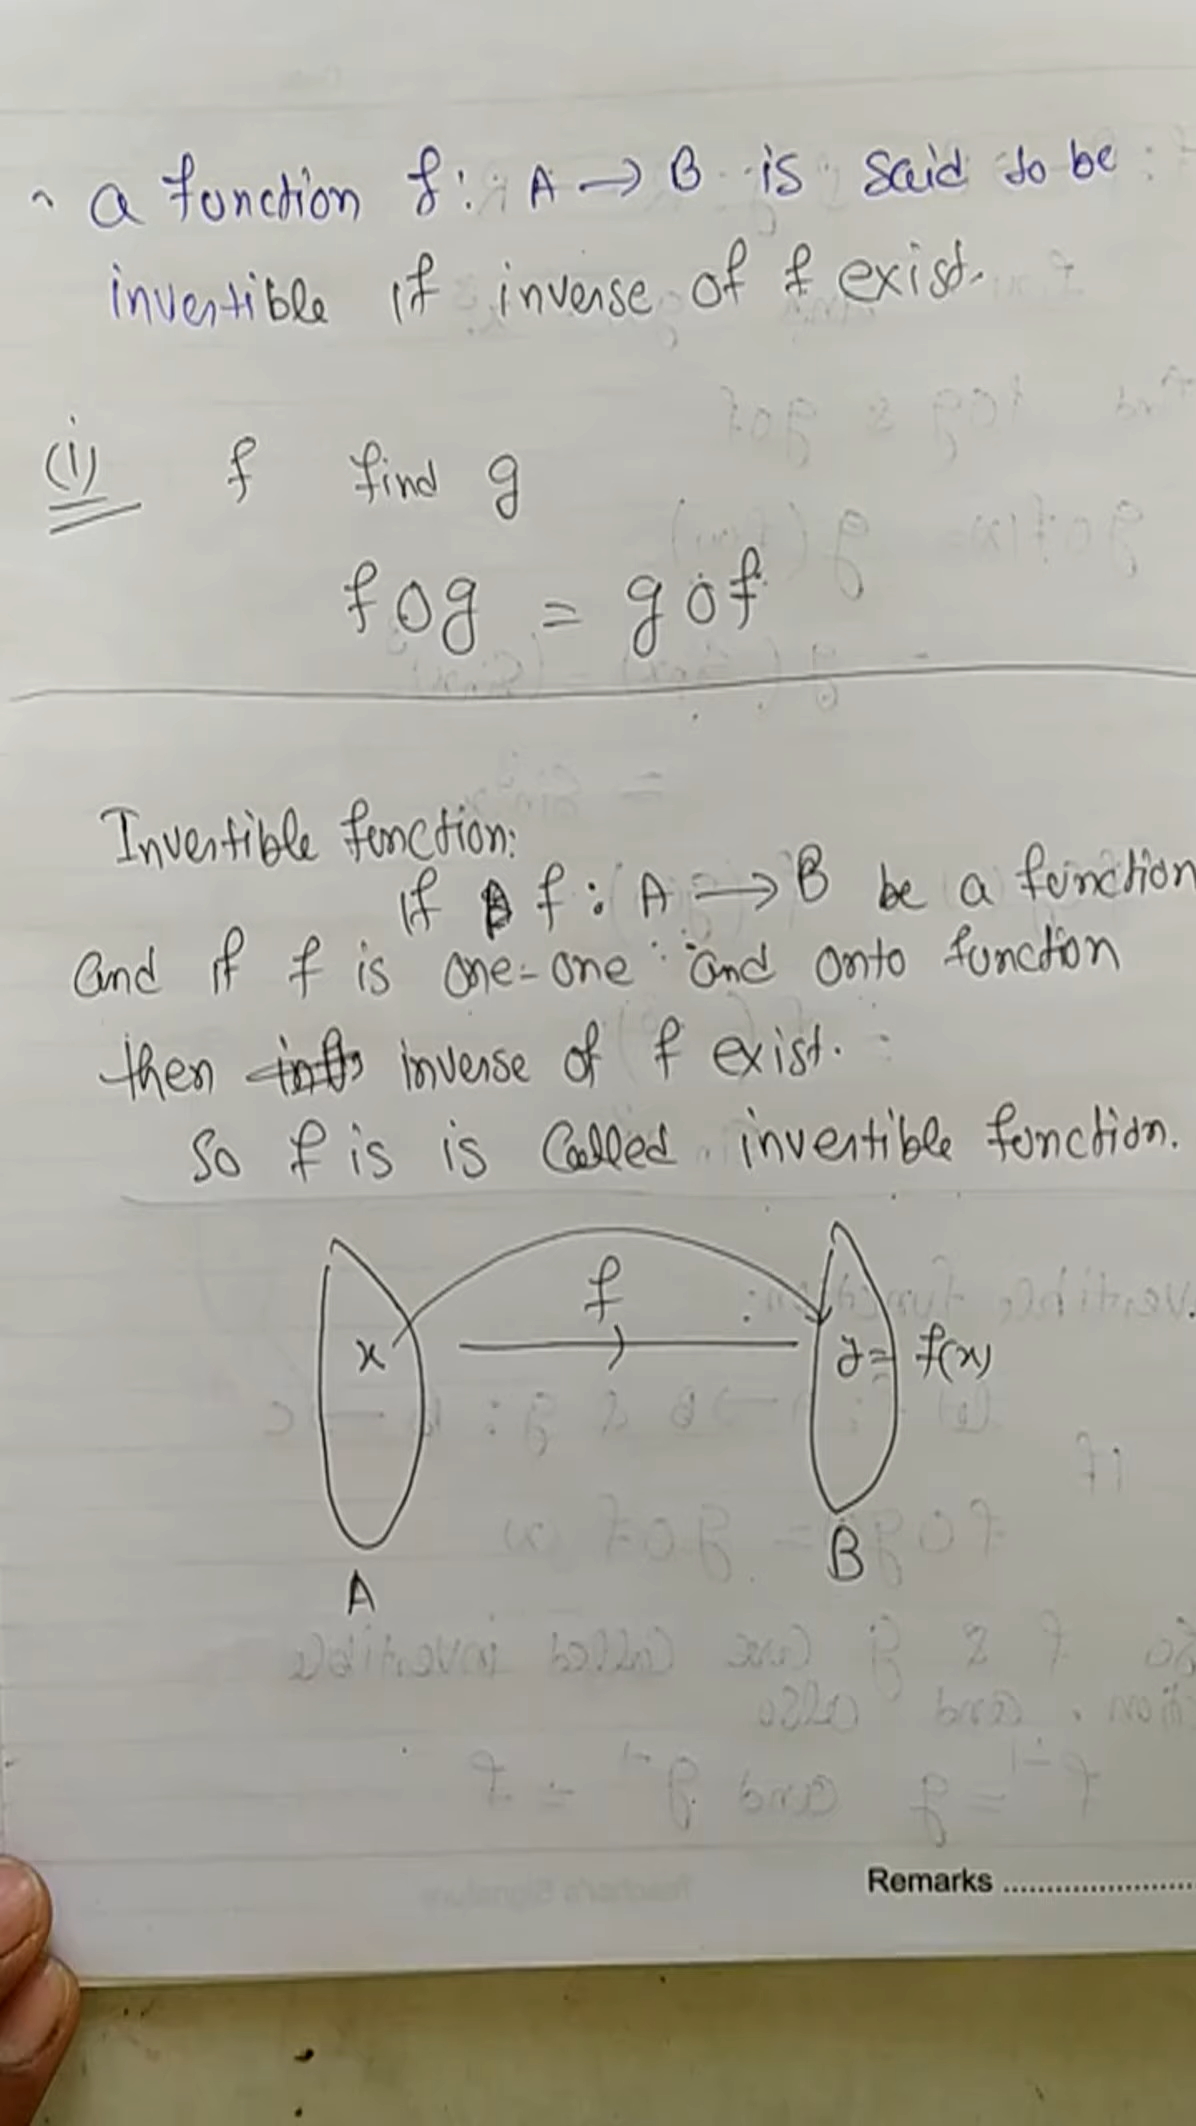 a function f: A → B is said to be
invertible if inverse of f exist.
(i) f find g
fog = gof
Invertible function:
If f : A → B be a function
and if f is one-one and onto function
then inverse of f exist.
So f is is Called invertible function.
f
x
y= f(x)
A
B
Remarks ........................